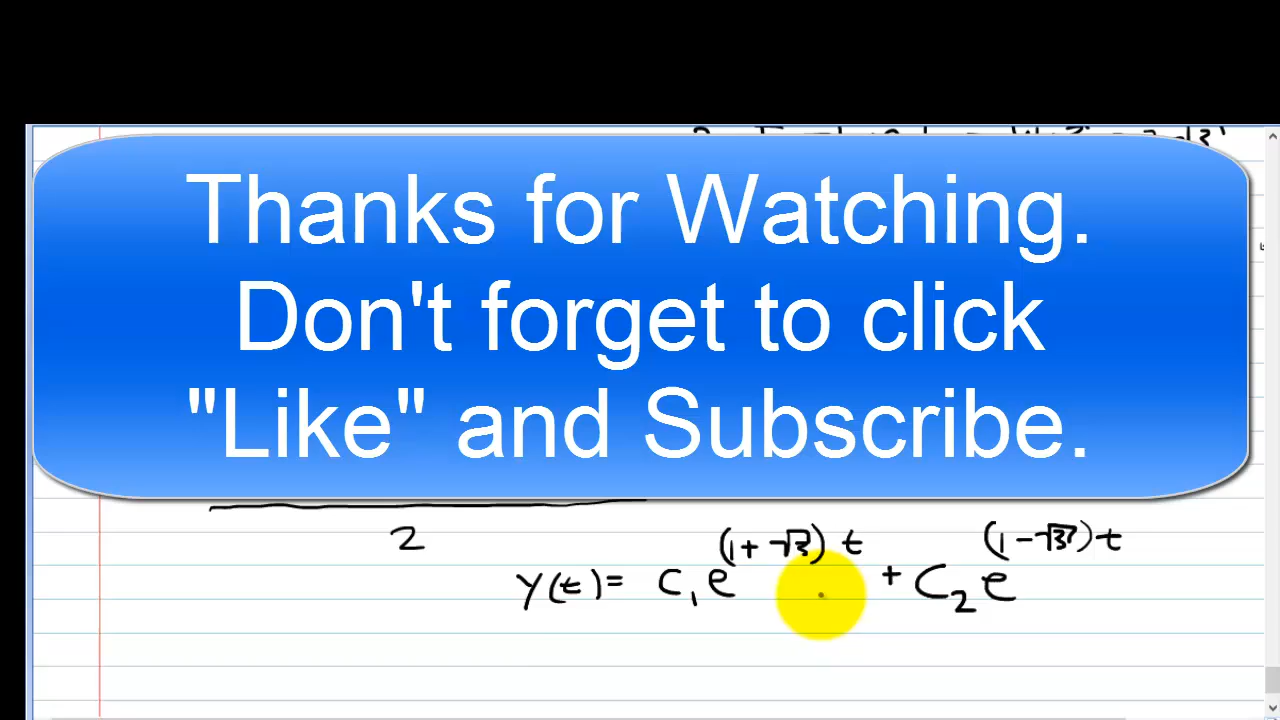 Thanks for Watching.
Don't forget to click
"Like" and Subscribe.
2
y(t) = C₁e^(1+√3)t + C₂e^(1-√3)t